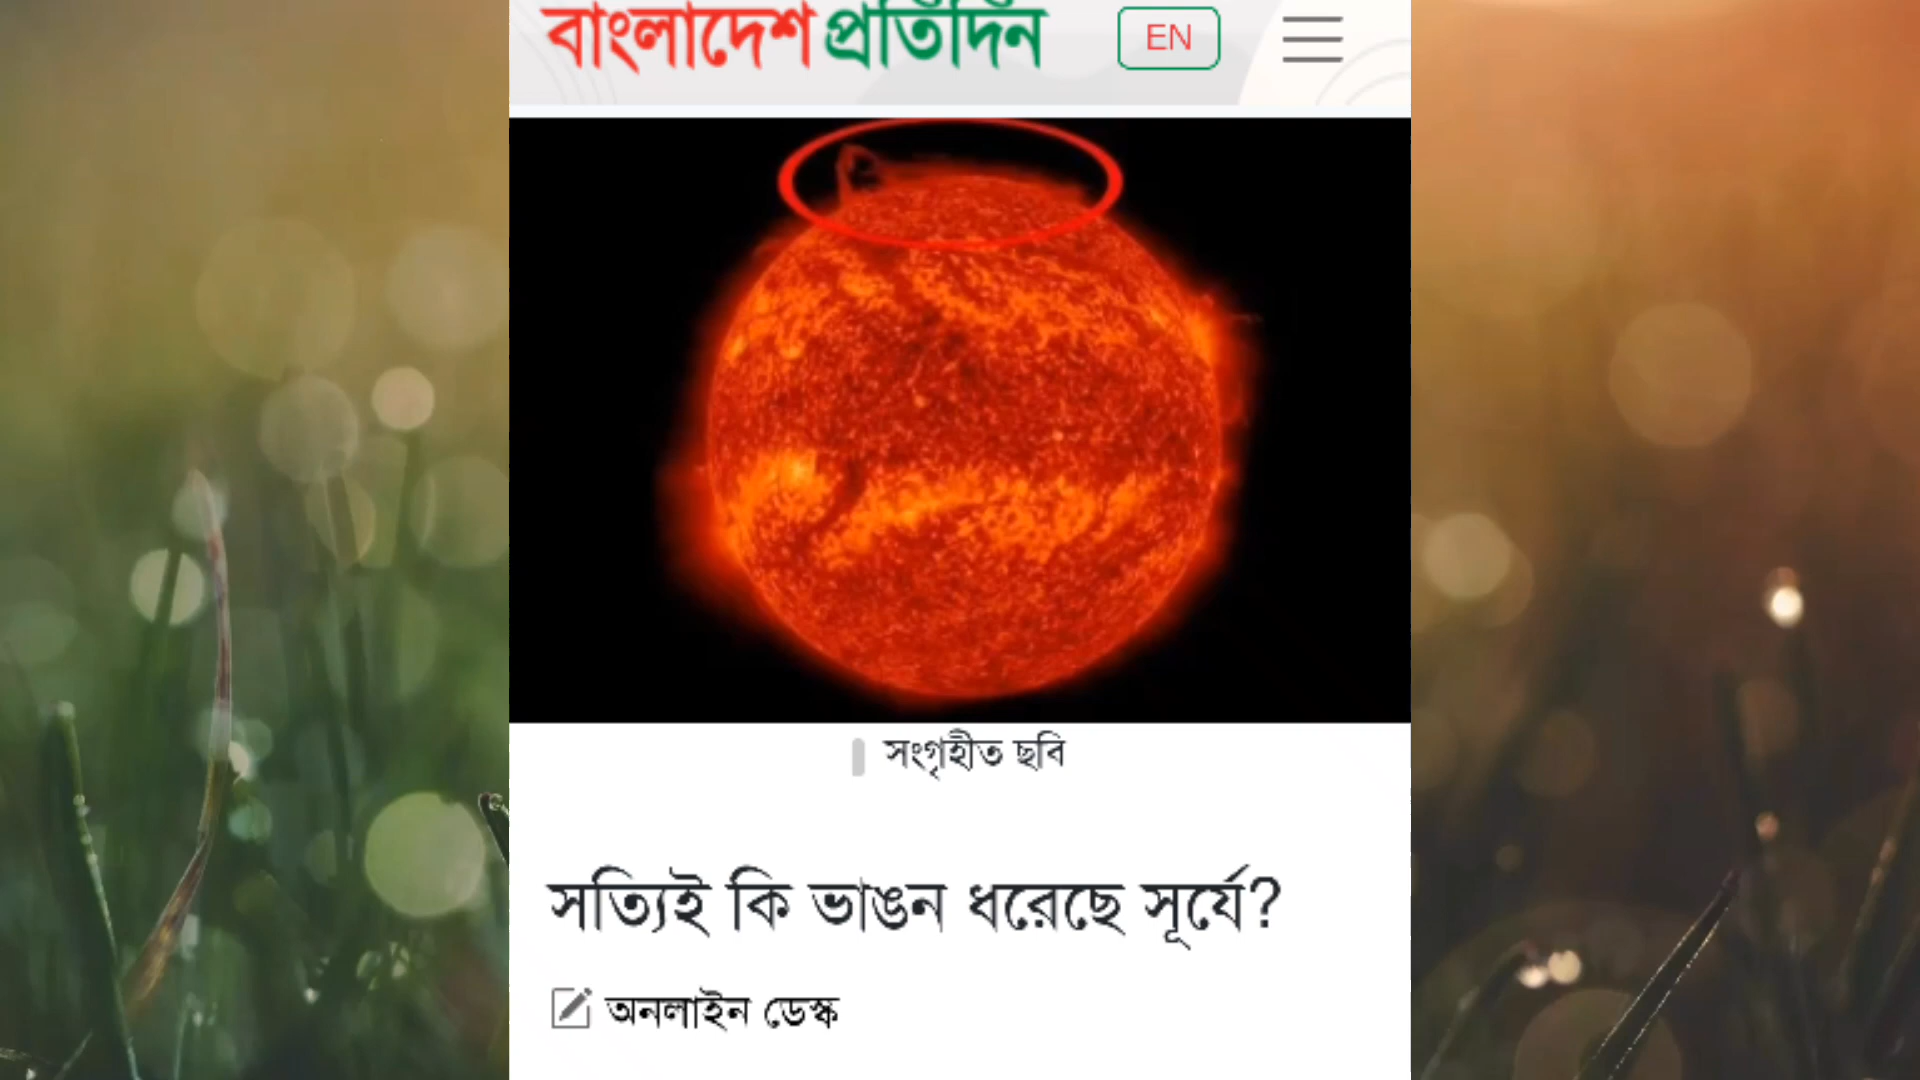 বাংলাদেশ প্রতিদিন
EN
সংগৃহীত ছবি
সত্যিই কি ভাঙন ধরেছে সূর্যে?
অনলাইন ডেস্ক